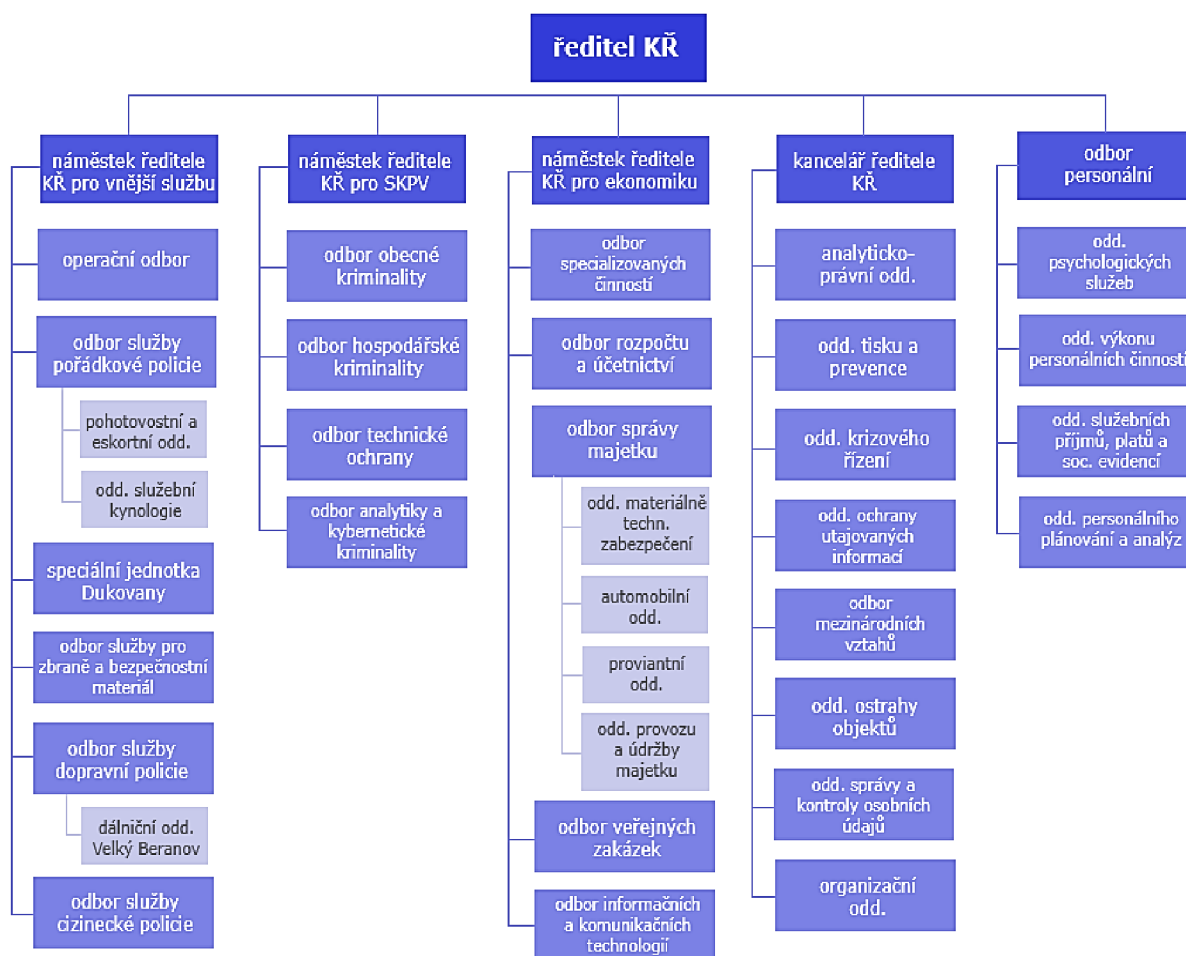 ředitel KŘ
náměstek ředitele
KŘ pro vnější službu
operační odbor
odbor služby
pořádkové policie
pohotovostní a
eskortní odd.
odd. služební
kynologie
speciální jednotka
Dukovany
odbor služby pro
zbraně a bezpečnostní
materiál
odbor služby
dopravní policie
dálniční odd.
Velký Beranov
odbor služby
cizinecké policie
náměstek ředitele
KŘ pro SKPV
odbor obecné
kriminality
odbor hospodářské
kriminality
odbor technické
ochrany
odbor analytiky a
kybernetické
kriminality
náměstek ředitele
KŘ pro ekonomiku
odbor
specializovaných
činností
odbor rozpočtu
a účetnictví
odbor správy
majetku
odd. materiálně
techn.
zabezpečení
automobilní
odd.
proviantní
odd.
odd. provozu
a údržby
majetku
odbor veřejných
zakázek
odbor informačních
a komunikačních
technologií
kancelář ředitele
KŘ
analyticko-
právní odd.
odd. tisku a
prevence
odd. krizového
řízení
odd. ochrany
utajovaných
informací
odbor
mezinárodních
vztahů
odd. ostrahy
objektů
odd. správy a
kontroly osobních
údajů
organizační
odd.
odbor
personální
odd.
psychologických
služeb
odd. výkonu
personálních činností
odd. služebních
příjmů, platů a
soc. evidencí
odd. personálního
plánování a analýz